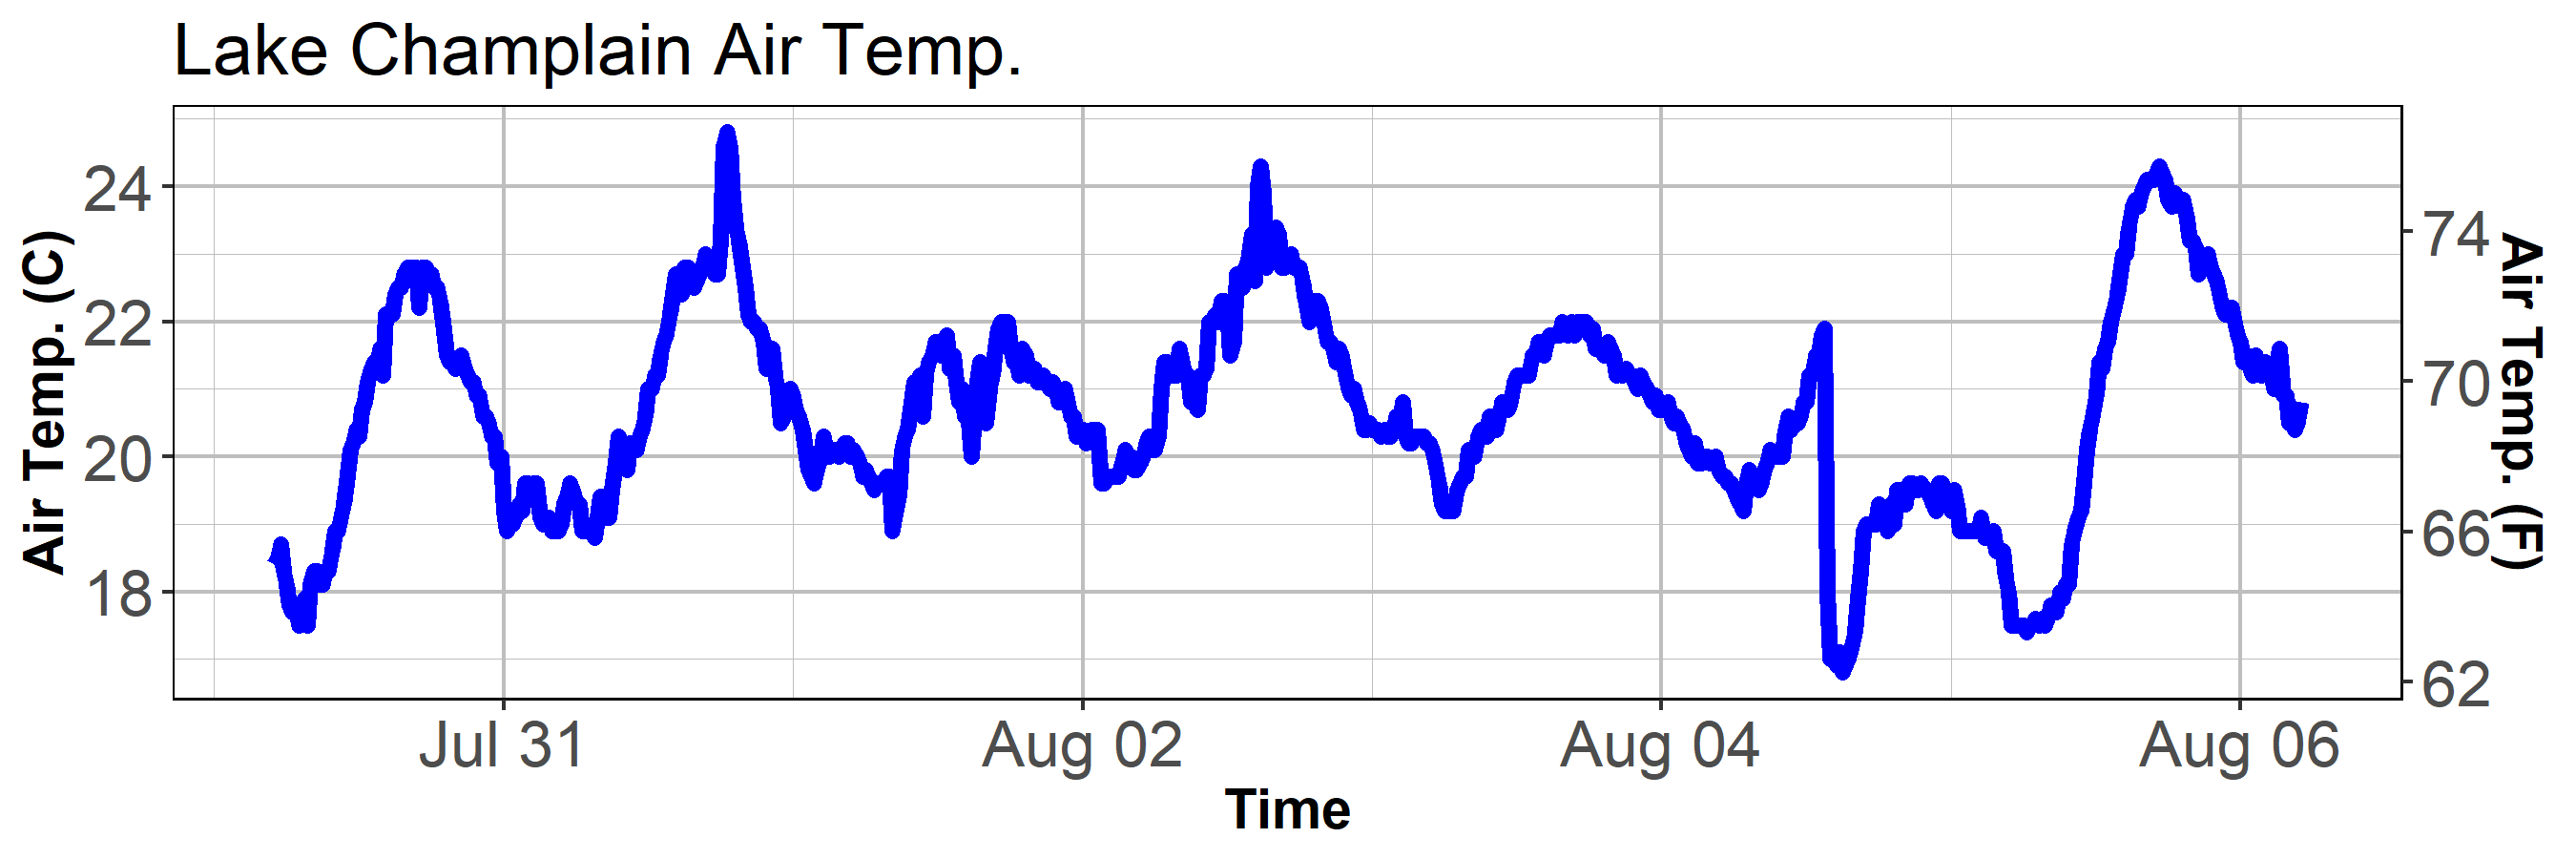 Lake Champlain Air Temp.
Air Temp. (C)
24
22
20
18
74
70
66
62
Air Temp. (F)
Jul 31
Aug 02
Aug 04
Aug 06
Time